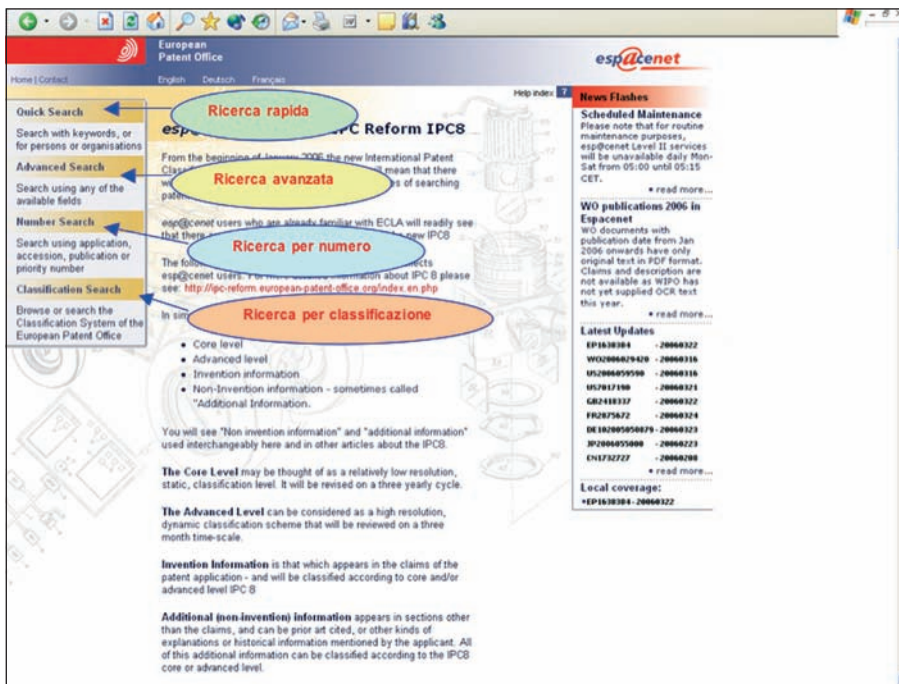 European
Patent Office
esp@cenet
Home | Contact
English Deutsch Français
Help index ?
Quick Search
Search with keywords, or
for persons or organisations
Advanced Search
Search using any of the
available fields
Number Search
Search using application,
accession, publication or
priority number
Classification Search
Browse or search the
Classification System of the
European Patent Office
Ricerca rapida
Ricerca avanzata
Ricerca per numero
Ricerca per classificazione
PC Reform IPC8
From the beginning of January 2006 the new International Patent
will mean that there
of searching
esp@cenet users who are already familiar with ECLA will readily see
that there new IPC8
The
esp@cenet users. about IPC 8 please
see: http://ipc-reform.european-patent-office.org/index.en.php
In
• Core level
• Advanced level
• Invention information
• Non-Invention information - sometimes called
"Additional Information.
You will see "Non invention information" and "additional information"
used interchangeably here and in other articles about the IPC8.
The Core Level may be thought of as a relatively low resolution,
static, classification level. It will be revised on a three yearly cycle.
The Advanced Level can be considered as a high resolution,
dynamic classification scheme that will be reviewed on a three
month time-scale.
Invention Information is that which appears in the claims of the
patent application - and will be classified according to core and/or
advanced level IPC 8
Additional (non-invention) information appears in sections other
than the claims, and can be prior art cited, or other kinds of
explanations or historical information mentioned by the applicant. All
of this additional information can be classified according to the IPC8
core or advanced level.
News Flashes
Scheduled Maintenance
Please note that for routine
maintenance purposes,
esp@cenet Level II services
will be unavailable daily Mon-
Sat from 05:00 until 05:15
CET.
• read more...
WO publications 2006 in
Espacenet
WO documents with
publication date from Jan
2006 onwards have only
original text in PDF format.
Claims and description are
not available as WIPO has
not yet supplied OCR text
this year.
• read more...
Latest Updates
EP1638384 - 20060322
WO2006029420 - 20060316
US2006059590 - 20060316
US7017190 - 20060321
GB2418337 - 20060322
FR2875672 - 20060324
DE102005050079 - 20060323
JP2006055000 - 20060223
CN1732727 - 20060208
• read more...
Local coverage:
•EP1638384 - 20060322